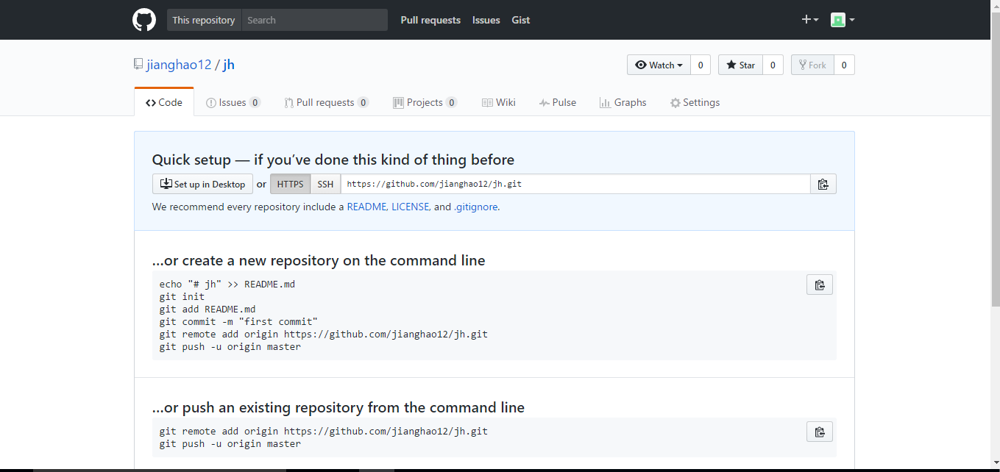 This repository Search Pull requests Issues Gist
jianghao12 / jh Watch 0 Star 0 Fork 0
Code Issues 0 Pull requests 0 Projects 0 Wiki Pulse Graphs Settings
Quick setup — if you’ve done this kind of thing before
Set up in Desktop or HTTPS SSH https://github.com/jianghao12/jh.git
We recommend every repository include a README, LICENSE, and .gitignore.
…or create a new repository on the command line
echo "# jh" >> README.md
git init
git add README.md
git commit -m "first commit"
git remote add origin https://github.com/jianghao12/jh.git
git push -u origin master
…or push an existing repository from the command line
git remote add origin https://github.com/jianghao12/jh.git
git push -u origin master